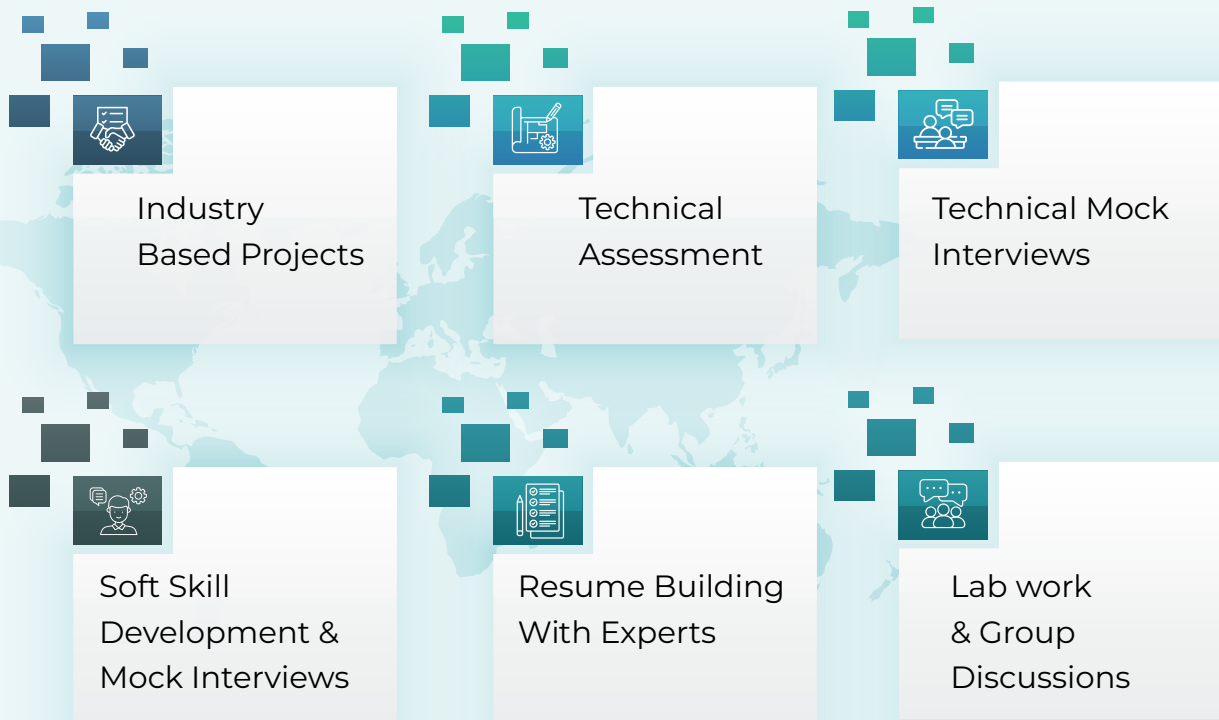 Industry
Based Projects
Technical
Assessment
Technical Mock
Interviews
Soft Skill
Development &
Mock Interviews
Resume Building
With Experts
Lab work
& Group
Discussions